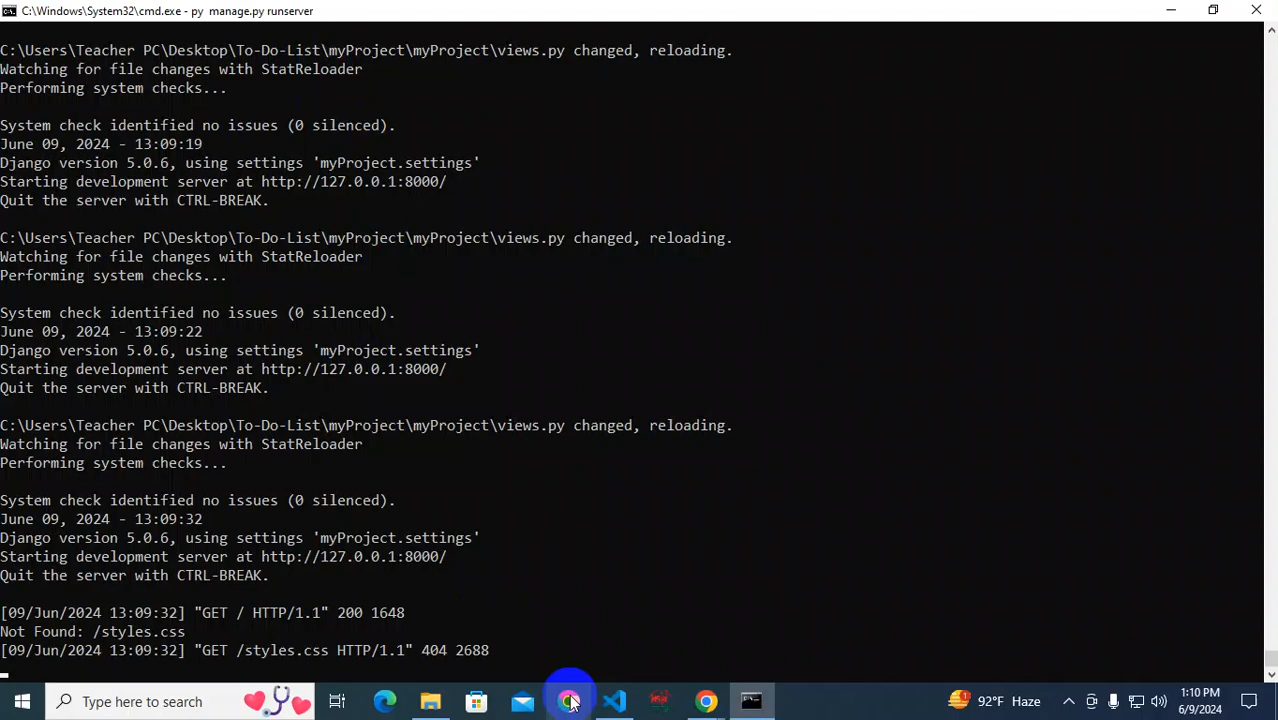 C:\Windows\System32\cmd.exe - py  manage.py runserver
C:\Users\Teacher PC\Desktop\To-Do-List\myProject\myProject\views.py changed, reloading.
Watching for file changes with StatReloader
Performing system checks...
System check identified no issues (0 silenced).
June 09, 2024 - 13:09:19
Django version 5.0.6, using settings 'myProject.settings'
Starting development server at http://127.0.0.1:8000/
Quit the server with CTRL-BREAK.
C:\Users\Teacher PC\Desktop\To-Do-List\myProject\myProject\views.py changed, reloading.
Watching for file changes with StatReloader
Performing system checks...
System check identified no issues (0 silenced).
June 09, 2024 - 13:09:22
Django version 5.0.6, using settings 'myProject.settings'
Starting development server at http://127.0.0.1:8000/
Quit the server with CTRL-BREAK.
C:\Users\Teacher PC\Desktop\To-Do-List\myProject\myProject\views.py changed, reloading.
Watching for file changes with StatReloader
Performing system checks...
System check identified no issues (0 silenced).
June 09, 2024 - 13:09:32
Django version 5.0.6, using settings 'myProject.settings'
Starting development server at http://127.0.0.1:8000/
Quit the server with CTRL-BREAK.
[09/Jun/2024 13:09:32] "GET / HTTP/1.1" 200 1648
Not Found: /styles.css
[09/Jun/2024 13:09:32] "GET /styles.css HTTP/1.1" 404 2688
Type here to search
92°F Haze
1:10 PM
6/9/2024